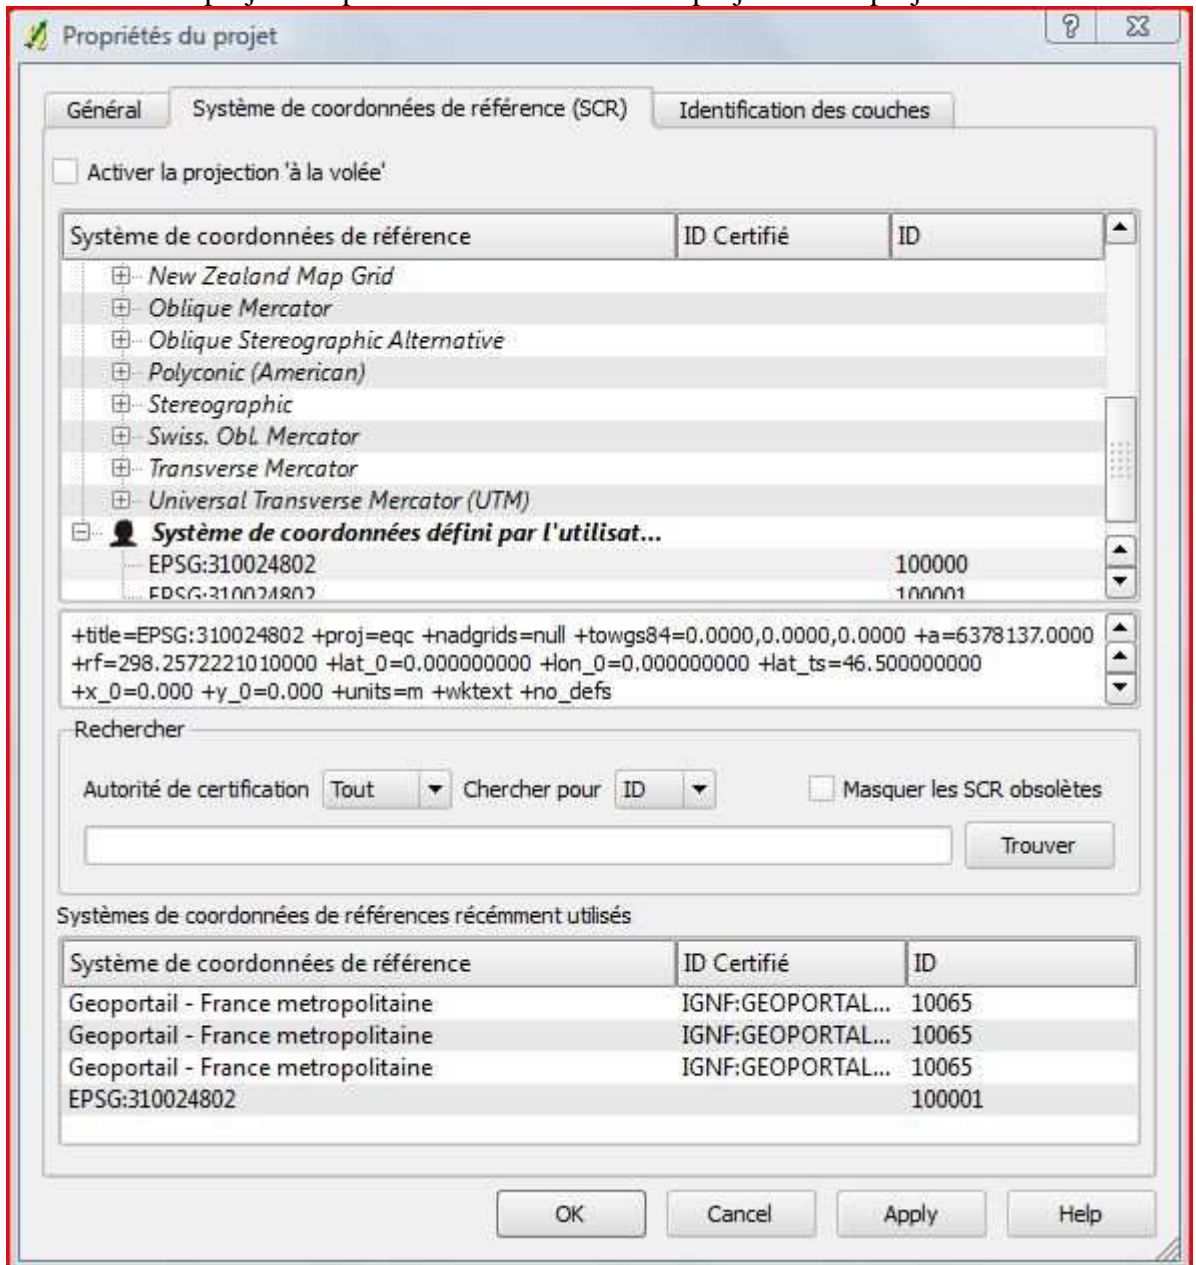 Propriétés du projet
Général Système de coordonnées de référence (SCR) Identification des couches
Activer la projection 'à la volée'
Système de coordonnées de référence ID Certifié ID
New Zealand Map Grid
Oblique Mercator
Oblique Stereographic Alternative
Polyconic (American)
Stereographic
Swiss. Obl. Mercator
Transverse Mercator
Universal Transverse Mercator (UTM)
Système de coordonnées défini par l'utilisat...
EPSG:310024802 100000
EPSG:310024802 100001
+title=EPSG:310024802 +proj=eqc +nadgrids=null +towgs84=0.0000,0.0000,0.0000 +a=6378137.0000
+rf=298.2572221010000 +lat_0=0.000000000 +lon_0=0.000000000 +lat_ts=46.500000000
+x_0=0.000 +y_0=0.000 +units=m +wktext +no_defs
Rechercher
Autorité de certification Tout Chercher pour ID Masquer les SCR obsolètes
Trouver
Systèmes de coordonnées de références récémment utilisés
Système de coordonnées de référence ID Certifié ID
Geoportail - France metropolitaine IGNF:GEOPORTAL... 10065
Geoportail - France metropolitaine IGNF:GEOPORTAL... 10065
Geoportail - France metropolitaine IGNF:GEOPORTAL... 10065
EPSG:310024802 100001
OK Cancel Apply Help